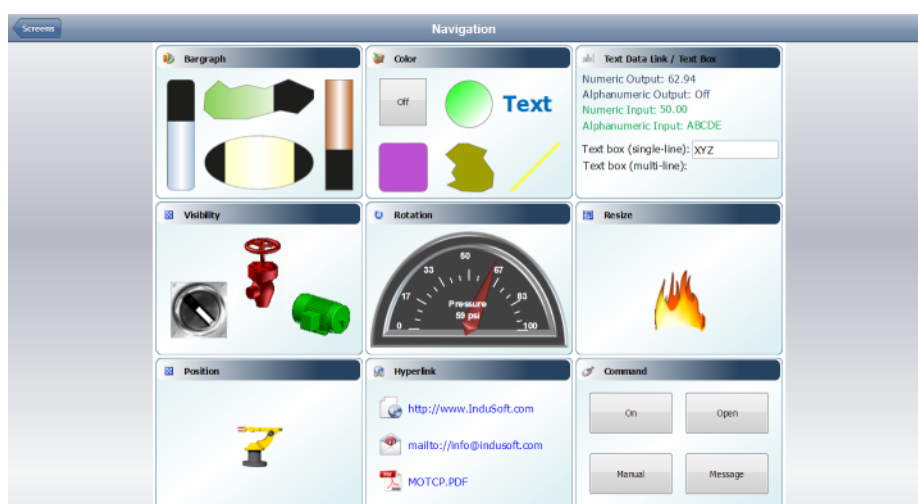 Screens
Navigation
Bargraph
Color
Off
Text
abl Text Data Link / Text Box
Numeric Output: 62.94
Alphanumeric Output: Off
Numeric Input: 50.00
Alphanumeric Input: ABCDE
Text box (single-line): XYZ
Text box (multi-line):
Visibility
Rotation
0
17
33
50
67
83
100
Pressure
59 psi
Resize
Position
Hyperlink
http://www.InduSoft.com
mailto://info@indusoft.com
MOTCP.PDF
Command
On
Open
Manual
Message